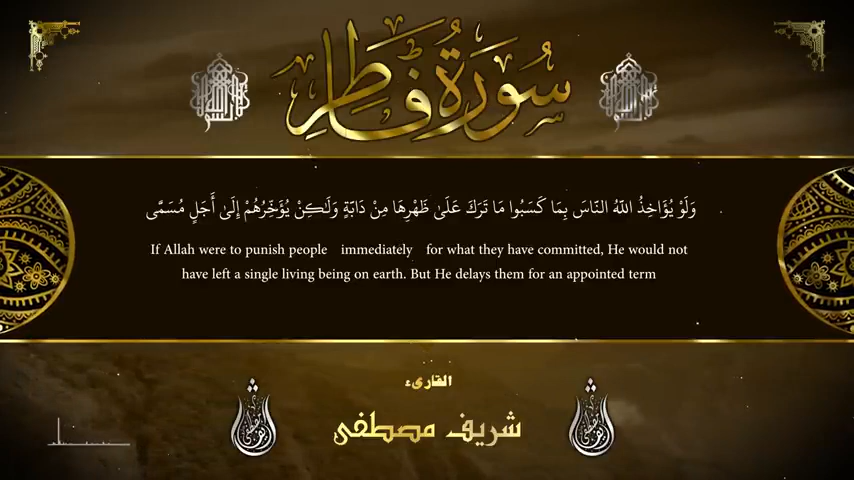 سُورَةُ فَاطِرٍ
وَلَوْ يُؤَاخِذُ اللَّهُ النَّاسَ بِمَا كَسَبُوا مَا تَرَكَ عَلَىٰ ظَهْرِهَا مِنْ دَابَّةٍ وَلَٰكِنْ يُؤَخِّرُهُمْ إِلَىٰ أَجَلٍ مُسَمًّى
If Allah were to punish people immediately for what they have committed, He would not
have left a single living being on earth. But He delays them for an appointed term
القارىء
شريف مصطفى